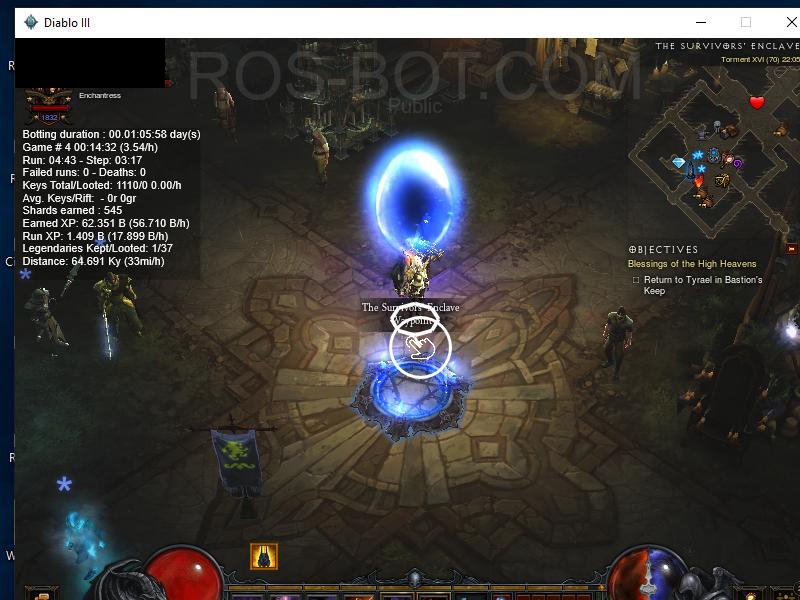 Diablo III
ROS-BOT.COM
Public
THE SURVIVORS' ENCLAVE
Torment XVI (70) 22:05
Enchantress
1832
Botting duration : 00.01:05:58 day(s)
Game # 4 00:14:32 (3.54/h)
Run: 04:43 - Step: 03:17
Failed runs: 0 - Deaths: 0
Keys Total/Looted: 1110/0 0.00/h
Avg. Keys/Rift: - 0r 0gr
Shards earned : 545
Earned XP: 62.351 B (56.710 B/h)
Run XP: 1.409 B (17.899 B/h)
Legendaries Kept/Looted: 1/37
Distance: 64.691 Ky (33mi/h)
OBJECTIVES
Blessings of the High Heavens
Return to Tyrael in Bastion's
Keep
The Survivors' Enclave
Waypoint